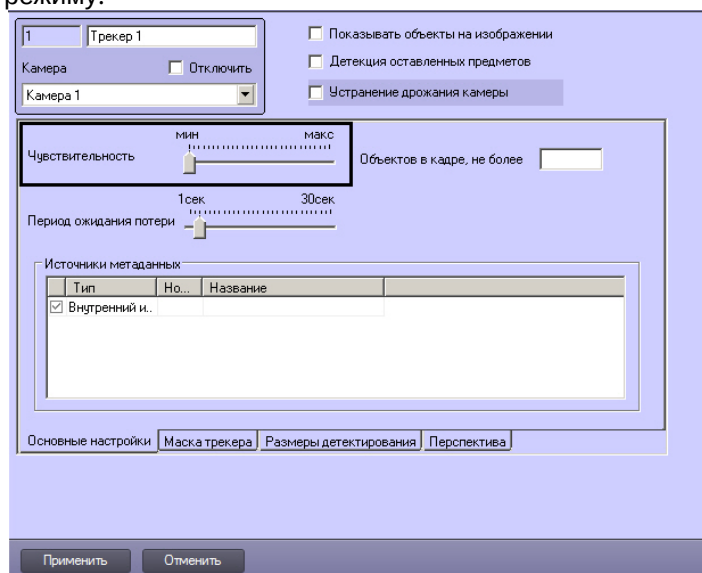 режиму.
1 Трекер 1
Показывать объекты на изображении
Камера Отключить
Детекция оставленных предметов
Камера 1
Устранение дрожания камеры
мин макс
Чувствительность
Объектов в кадре, не более
1сек 30сек
Период ожидания потери
Источники метаданных
Тип Но... Название
Внутренний и..
Основные настройки Маска трекера Размеры детектирования Перспектива
Применить Отменить